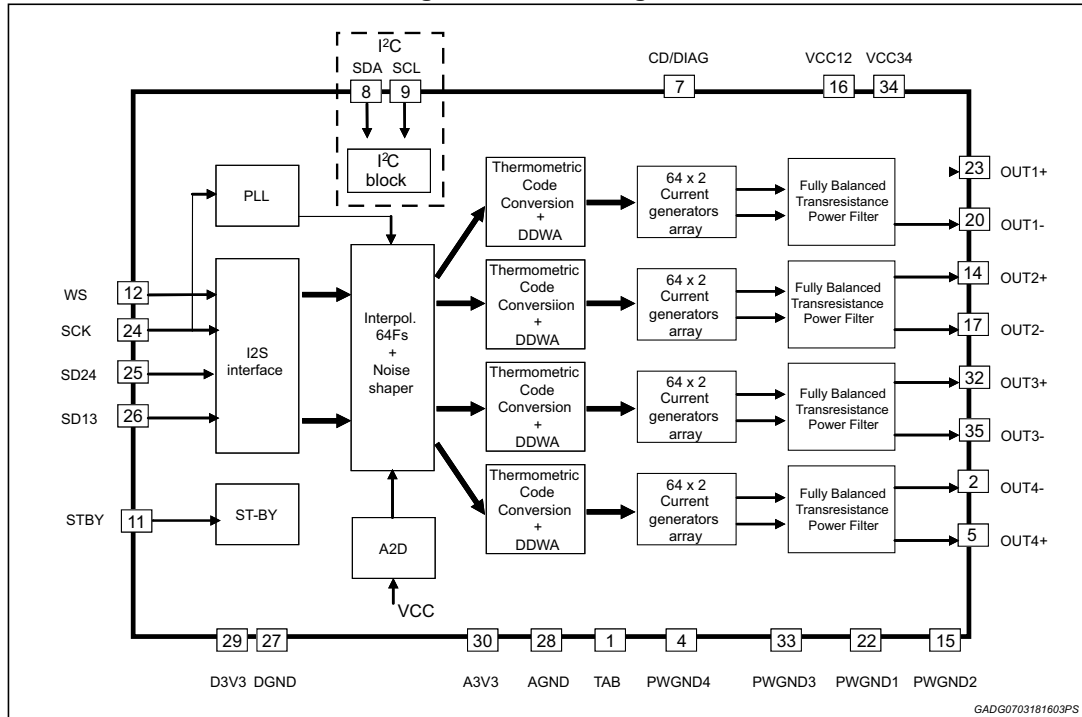 I²C
SDA SCL
8 9
I²C
block
CD/DIAG
7
VCC12 VCC34
16 34
PLL
WS 12
SCK 24
SD24 25
SD13 26
I2S
interface
STBY 11
ST-BY
Interpol.
64Fs
+
Noise
shaper
A2D
VCC
Thermometric
Code
Conversion
+
DDWA
64 x 2
Current
generators
array
Fully Balanced
Transresistance
Power Filter
23 OUT1+
20 OUT1-
Thermometric
Code
Conversiion
+
DDWA
64 x 2
Current
generators
array
Fully Balanced
Transresistance
Power Filter
14 OUT2+
17 OUT2-
Thermometric
Code
Conversion
+
DDWA
64 x 2
Current
generators
array
Fully Balanced
Transresistance
Power Filter
32 OUT3+
35 OUT3-
Thermometric
Code
Conversion
+
DDWA
64 x 2
Current
generators
array
Fully Balanced
Transresistance
Power Filter
2 OUT4-
5 OUT4+
29 27 30 28 1 4 33 22 15
D3V3 DGND A3V3 AGND TAB PWGND4 PWGND3 PWGND1 PWGND2
GADG0703181603PS